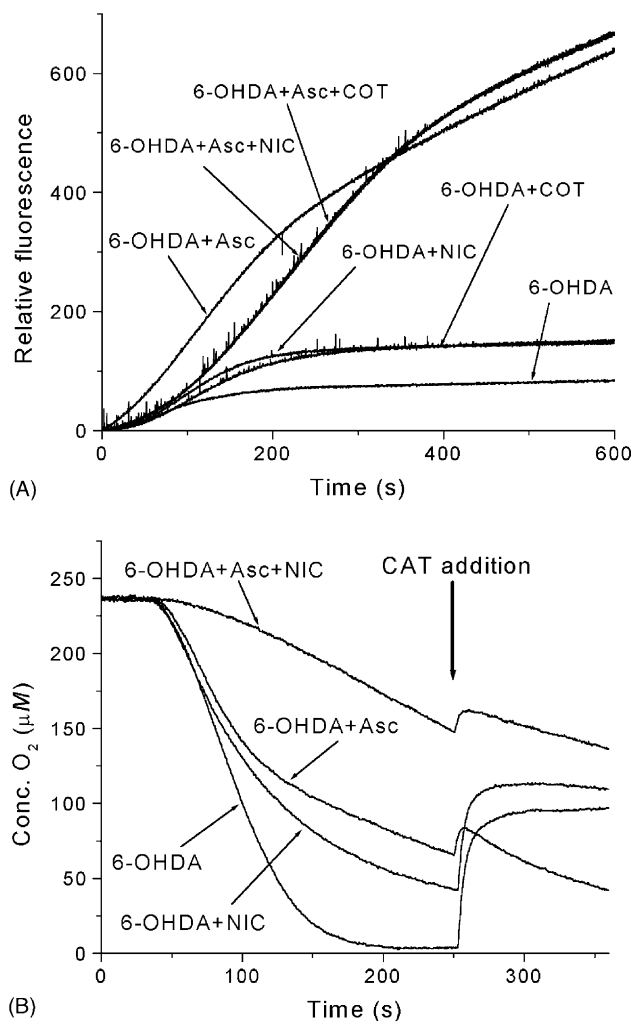 600
400
200
0
Relative fluorescence
6-OHDA+Asc+COT
6-OHDA+Asc+NIC
6-OHDA+COT
6-OHDA+Asc
6-OHDA+NIC
6-OHDA
0
200
400
600
Time (s)
(A)
250
200
150
100
50
0
Conc. O₂ (μM)
6-OHDA+Asc+NIC
CAT addition
6-OHDA+Asc
6-OHDA
6-OHDA+NIC
0
100
200
300
Time (s)
(B)